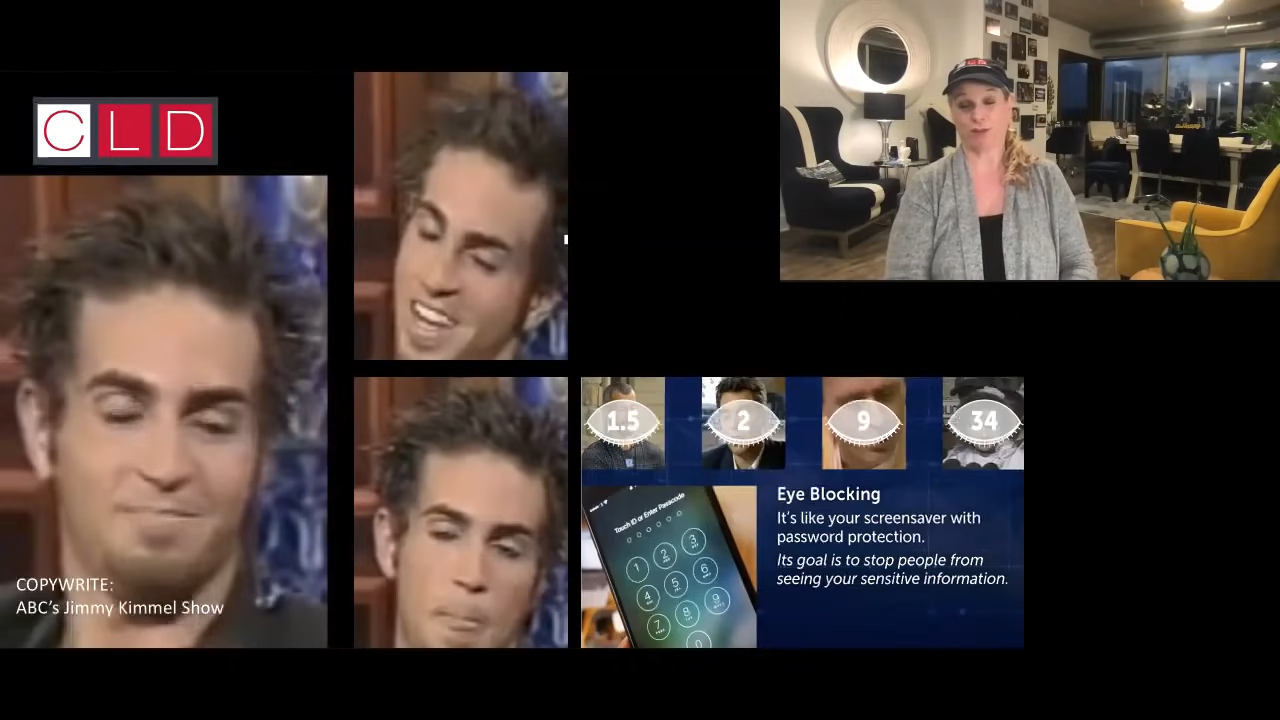 CLD
COPYWRITE:
ABC's Jimmy Kimmel Show
1.5
2
9
34
Touch ID or Enter Passcode
1
2
3
4
5
6
7
8
9
0
Eye Blocking
It's like your screensaver with
password protection.
Its goal is to stop people from
seeing your sensitive information.